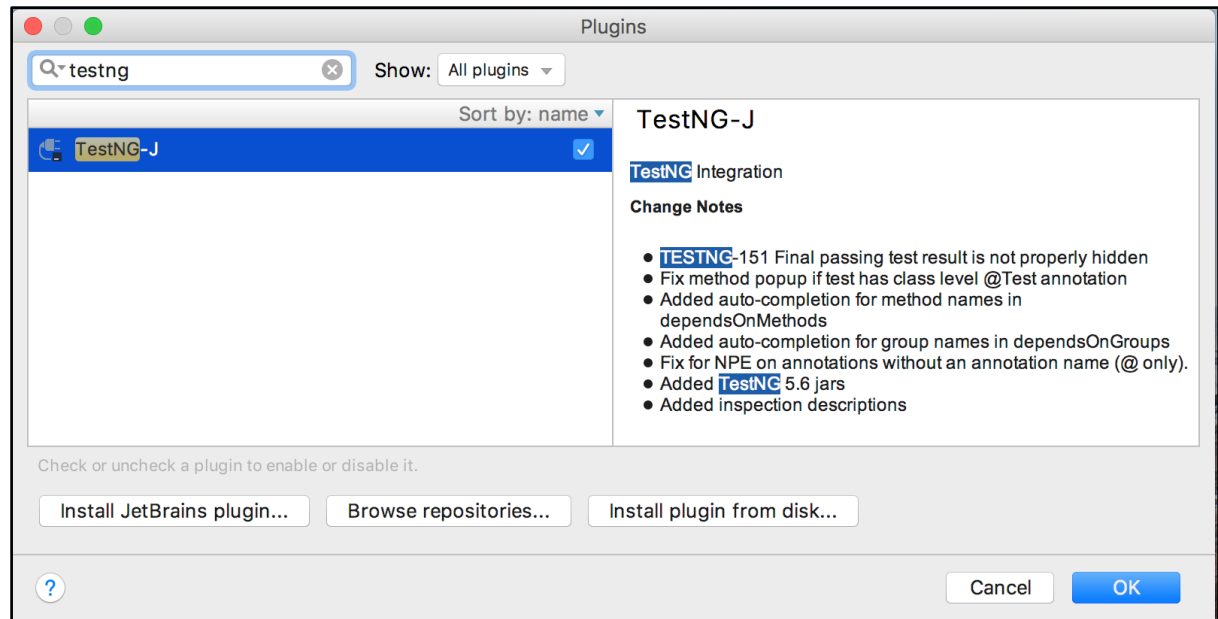 Plugins
testng
Show: All plugins
Sort by: name
TestNG-J
TestNG-J
TestNG Integration
Change Notes
TESTNG-151 Final passing test result is not properly hidden
Fix method popup if test has class level @Test annotation
Added auto-completion for method names in
dependsOnMethods
Added auto-completion for group names in dependsOnGroups
Fix for NPE on annotations without an annotation name (@ only).
Added TestNG 5.6 jars
Added inspection descriptions
Check or uncheck a plugin to enable or disable it.
Install JetBrains plugin... Browse repositories... Install plugin from disk...
? Cancel OK